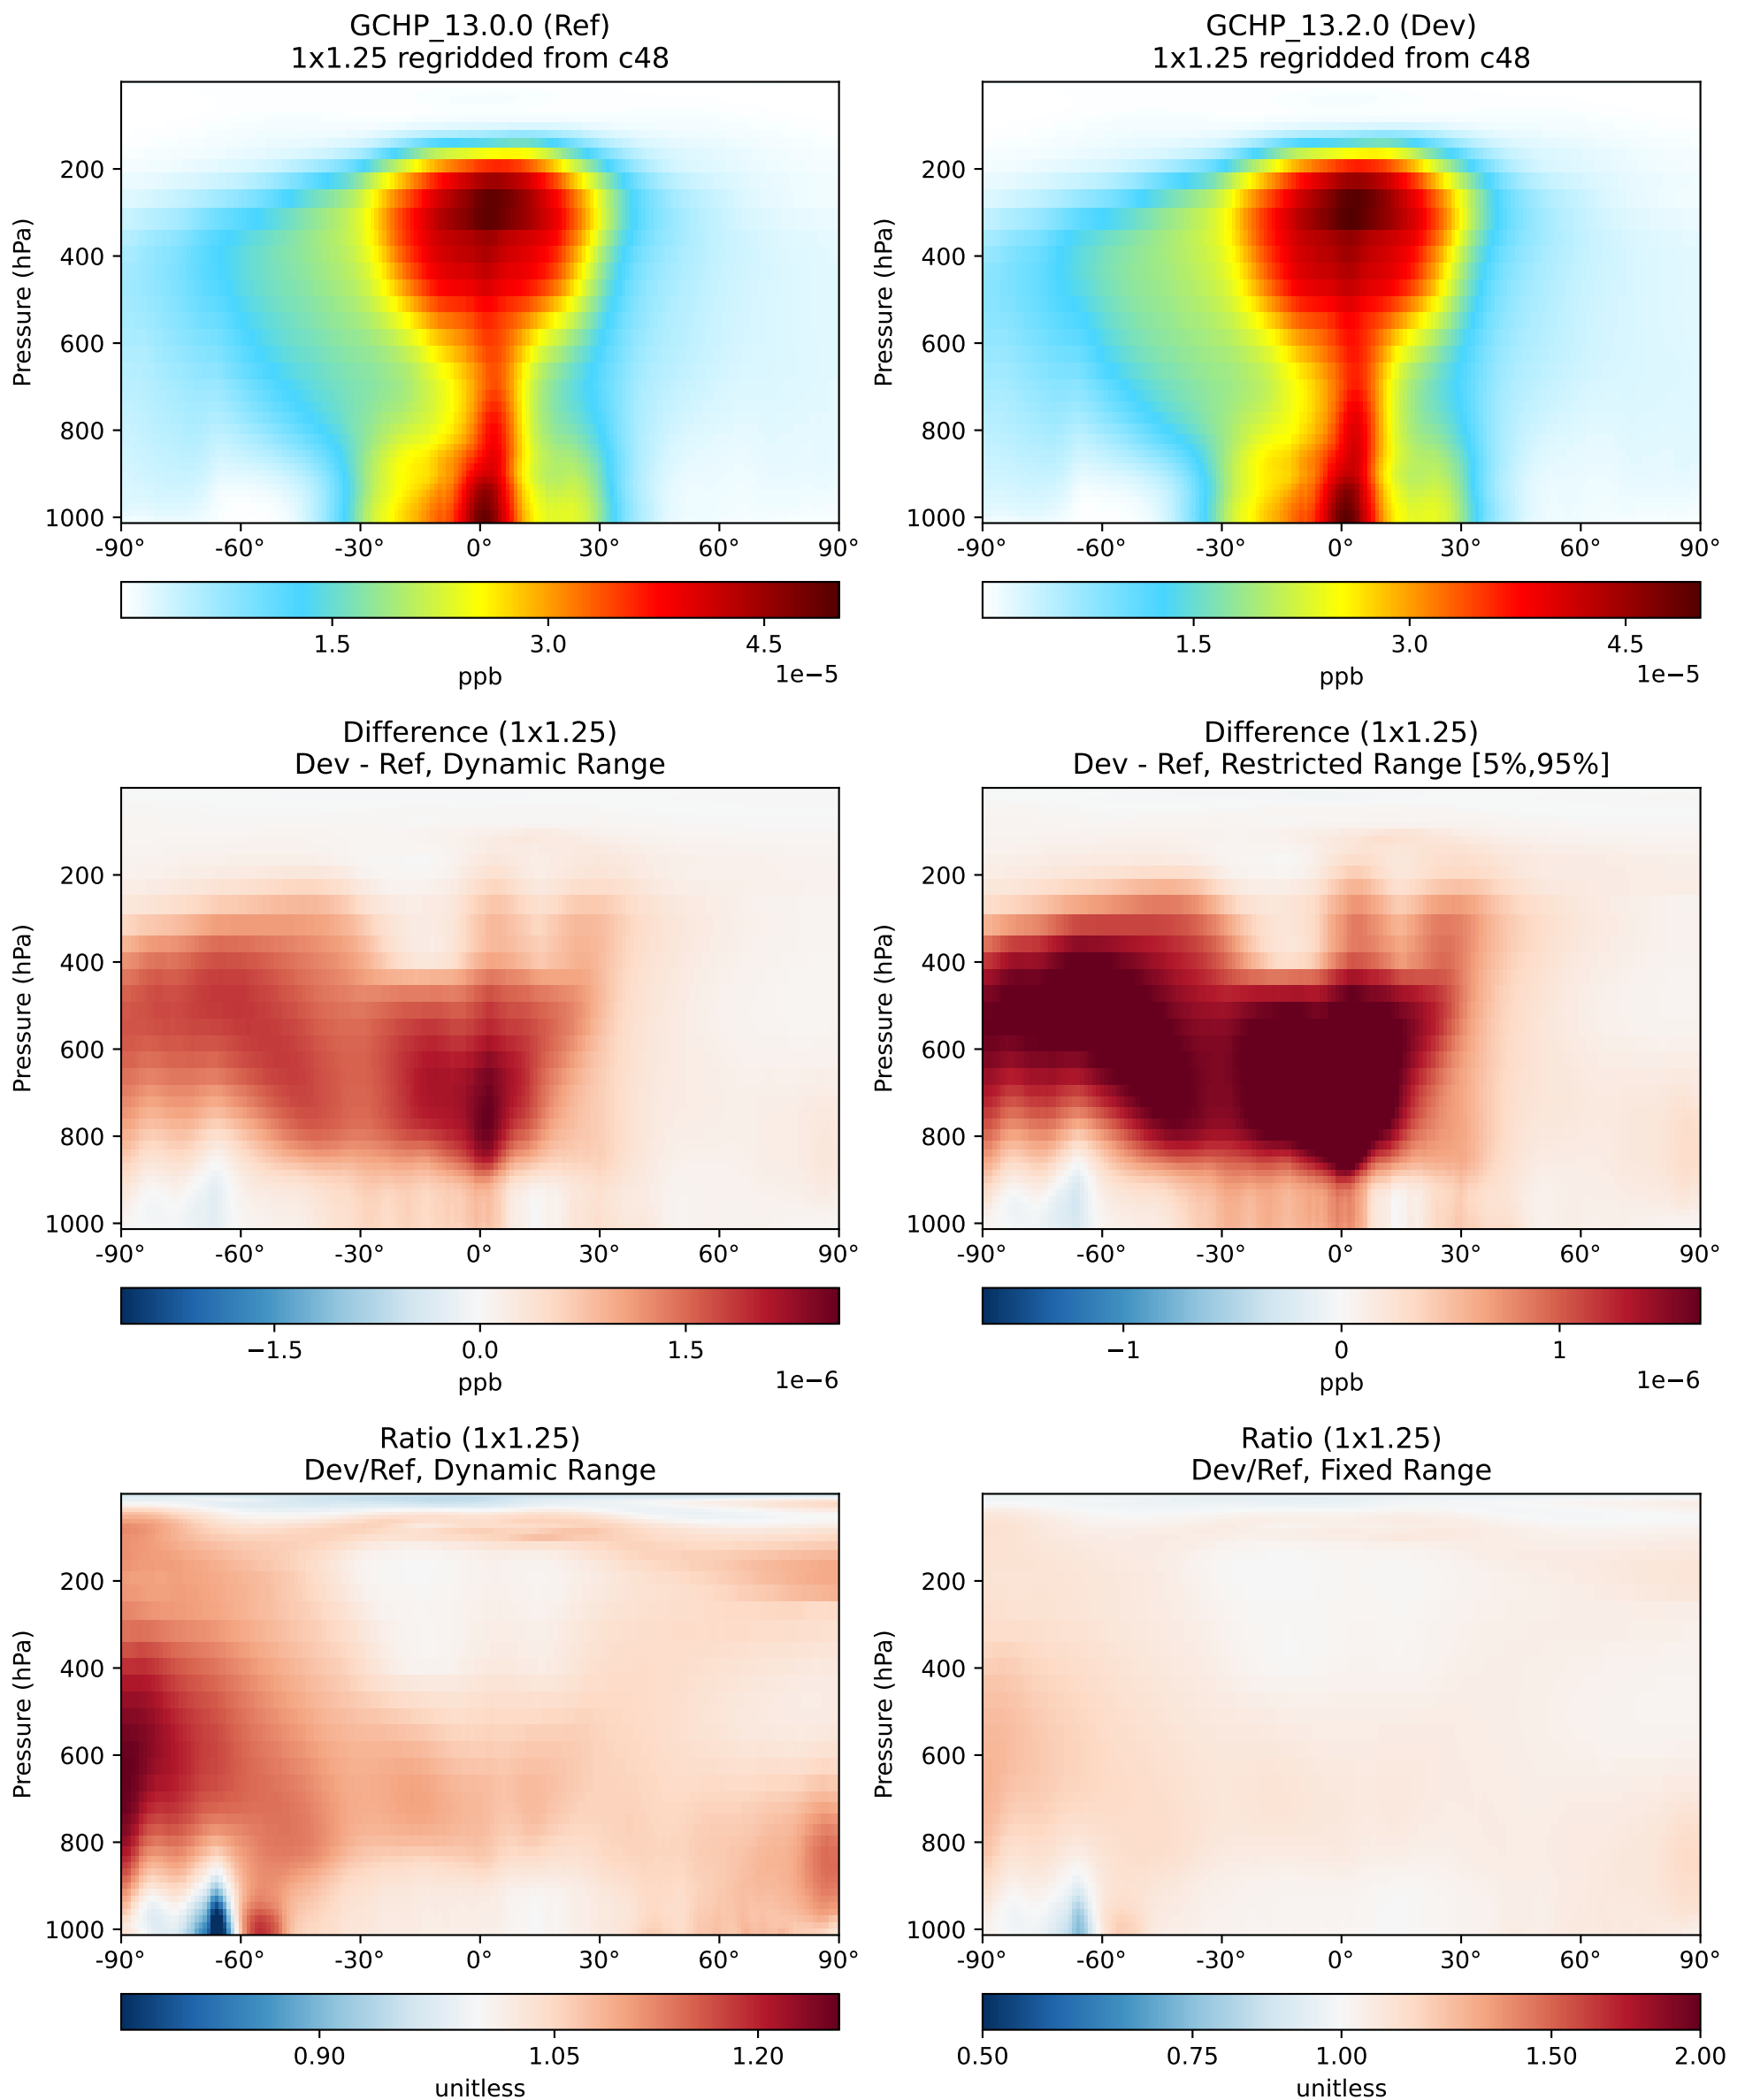 GCHP_13.0.0 (Ref)
1x1.25 regridded from c48
GCHP_13.2.0 (Dev)
1x1.25 regridded from c48
Pressure (hPa)
200
400
600
800
1000
-90° -60° -30° 0° 30° 60° 90°
1.5 3.0 4.5
ppb
1e−5
Pressure (hPa)
200
400
600
800
1000
-90° -60° -30° 0° 30° 60° 90°
1.5 3.0 4.5
ppb
1e−5
Difference (1x1.25)
Dev - Ref, Dynamic Range
Difference (1x1.25)
Dev - Ref, Restricted Range [5%,95%]
Pressure (hPa)
200
400
600
800
1000
-90° -60° -30° 0° 30° 60° 90°
−1.5 0.0 1.5
ppb
1e−6
Pressure (hPa)
200
400
600
800
1000
-90° -60° -30° 0° 30° 60° 90°
−1 0 1
ppb
1e−6
Ratio (1x1.25)
Dev/Ref, Dynamic Range
Ratio (1x1.25)
Dev/Ref, Fixed Range
Pressure (hPa)
200
400
600
800
1000
-90° -60° -30° 0° 30° 60° 90°
0.90 1.05 1.20
unitless
Pressure (hPa)
200
400
600
800
1000
-90° -60° -30° 0° 30° 60° 90°
0.50 0.75 1.00 1.50 2.00
unitless